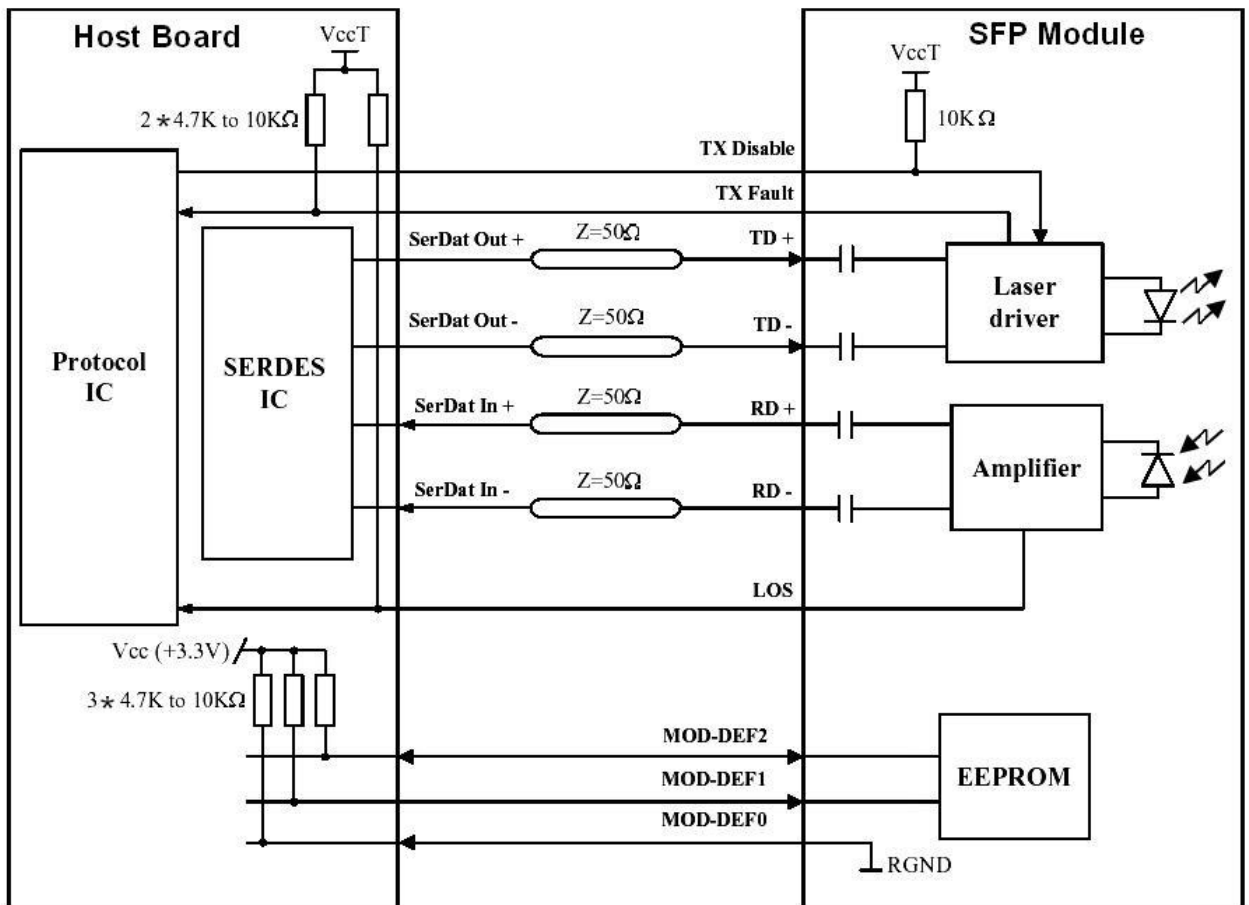 Host Board
VccT
2*4.7K to 10KΩ
SFP Module
VccT
10KΩ
TX Disable
TX Fault
SerDat Out +
Z=50Ω
TD +
SerDat Out -
Z=50Ω
TD -
SerDat In +
Z=50Ω
RD +
SerDat In -
Z=50Ω
RD -
Protocol
IC
SERDES
IC
Laser
driver
Amplifier
LOS
Vcc (+3.3V)
3*4.7K to 10KΩ
MOD-DEF2
MOD-DEF1
MOD-DEF0
EEPROM
RGND